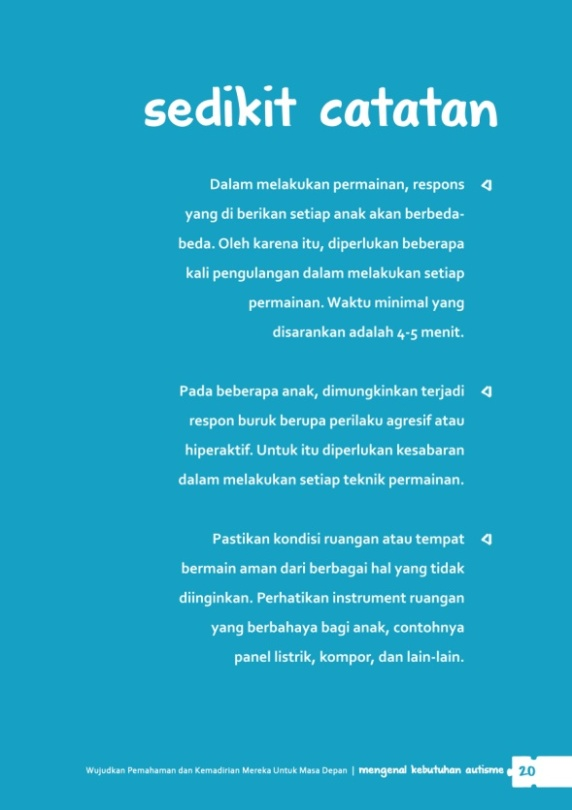 sedikit catatan
Dalam melakukan permainan, respons
yang di berikan setiap anak akan berbeda-
beda. Oleh karena itu, diperlukan beberapa
kali pengulangan dalam melakukan setiap
permainan. Waktu minimal yang
disarankan adalah 4-5 menit.
Pada beberapa anak, dimungkinkan terjadi
respon buruk berupa perilaku agresif atau
hiperaktif. Untuk itu diperlukan kesabaran
dalam melakukan setiap teknik permainan.
Pastikan kondisi ruangan atau tempat
bermain aman dari berbagai hal yang tidak
diinginkan. Perhatikan instrument ruangan
yang berbahaya bagi anak, contohnya
panel listrik, kompor, dan lain-lain.
Wujudkan Pemahaman dan Kemadirian Mereka Untuk Masa Depan | mengenal kebutuhan autisme 20